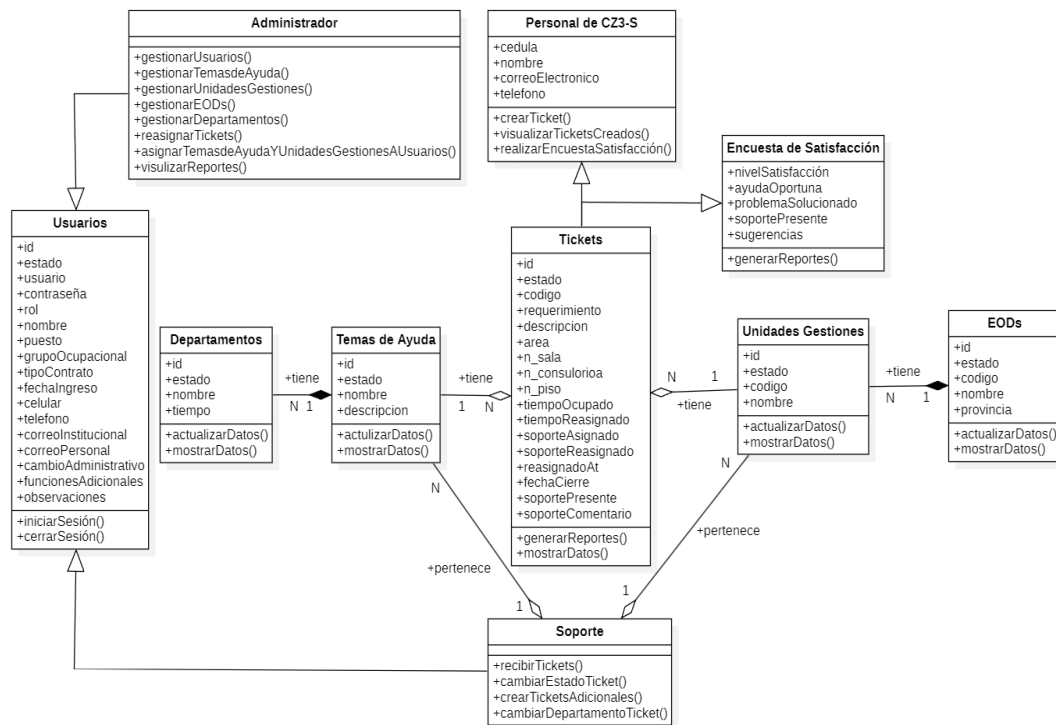 Administrador
+gestionarUsuarios()
+gestionarTemasdeAyuda()
+gestionarUnidadesGestiones()
+gestionarEODs()
+gestionarDepartamentos()
+reasignarTickets()
+asignarTemasdeAyudaYUnidadesGestionesAUsuarios()
+visulizarReportes()
Personal de CZ3-S
+cedula
+nombre
+correoElectronico
+telefono
+crearTicket()
+visualizarTicketsCreados()
+realizarEncuestaSatisfacción()
Encuesta de Satisfacción
+nivelSatisfacción
+ayudaOportuna
+problemaSolucionado
+soportePresente
+sugerencias
+generarReportes()
Usuarios
+id
+estado
+usuario
+contraseña
+rol
+nombre
+puesto
+grupoOcupacional
+tipoContrato
+fechaIngreso
+celular
+telefono
+correoInstitucional
+correoPersonal
+cambioAdministrativo
+funcionesAdicionales
+observaciones
+iniciarSesión()
+cerrarSesión()
Departamentos
+id
+estado
+nombre
+tiempo
+actualizarDatos()
+mostrarDatos()
+tiene
N 1
Temas de Ayuda
+id
+estado
+nombre
+descripcion
+actulizarDatos()
+mostrarDatos()
+tiene
1 N
Tickets
+id
+estado
+codigo
+requerimiento
+descripcion
+area
+n_sala
+n_consulorioa
+n_piso
+tiempoOcupado
+tiempoReasignado
+soporteAsignado
+soporteReasignado
+reasignadoAt
+fechaCierre
+soportePresente
+soporteComentario
+generarReportes()
+mostrarDatos()
N 1
+tiene
Unidades Gestiones
+id
+estado
+codigo
+nombre
+actualizarDatos()
+mostrarDatos()
+tiene
N 1
EODs
+id
+estado
+codigo
+nombre
+provincia
+actualizarDatos()
+mostrarDatos()
N
+pertenece
1
N
+pertenece
1
Soporte
+recibirTickets()
+cambiarEstadoTicket()
+crearTicketsAdicionales()
+cambiarDepartamentoTicket()